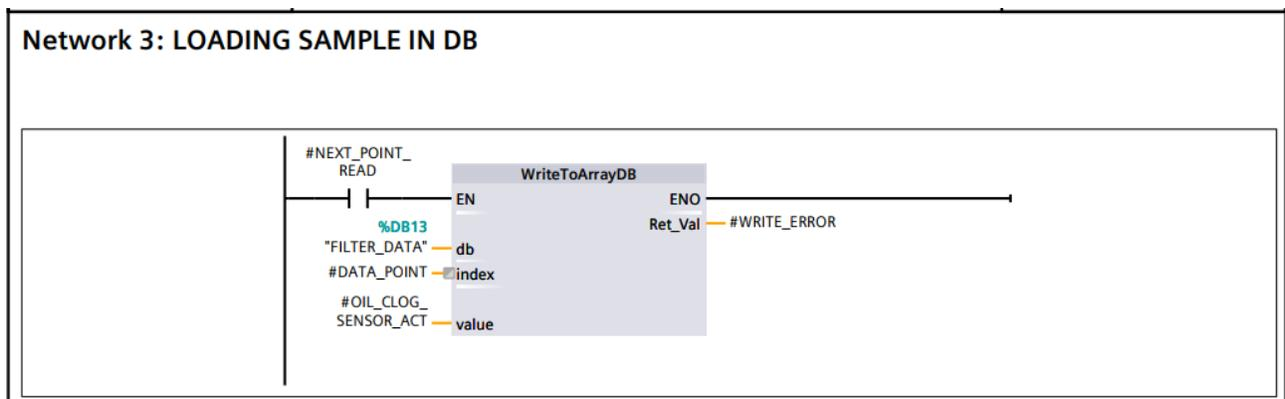 Network 3: LOADING SAMPLE IN DB
#NEXT_POINT_
READ
WriteToArrayDB
EN
ENO
%DB13
"FILTER_DATA"
db
Ret_Val
#WRITE_ERROR
#DATA_POINT
index
#OIL_CLOG_
SENSOR_ACT
value